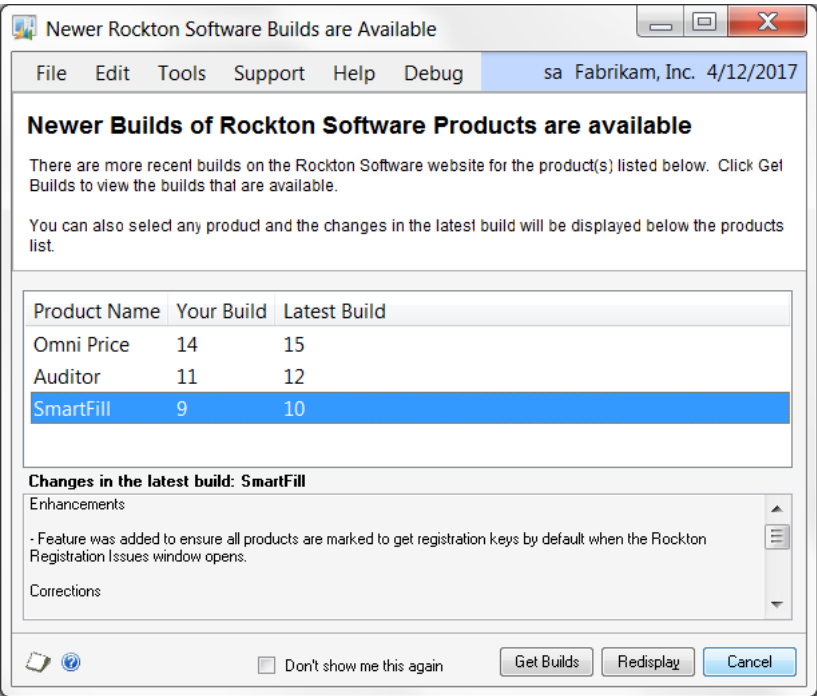 Newer Rockton Software Builds are Available
File Edit Tools Support Help Debug sa Fabrikam, Inc. 4/12/2017
Newer Builds of Rockton Software Products are available
There are more recent builds on the Rockton Software website for the product(s) listed below. Click Get
Builds to view the builds that are available.
You can also select any product and the changes in the latest build will be displayed below the products
list.
Product Name Your Build Latest Build
Omni Price 14 15
Auditor 11 12
SmartFill 9 10
Changes in the latest build: SmartFill
Enhancements
- Feature was added to ensure all products are marked to get registration keys by default when the Rockton
Registration Issues window opens.
Corrections
Don't show me this again Get Builds Redisplay Cancel